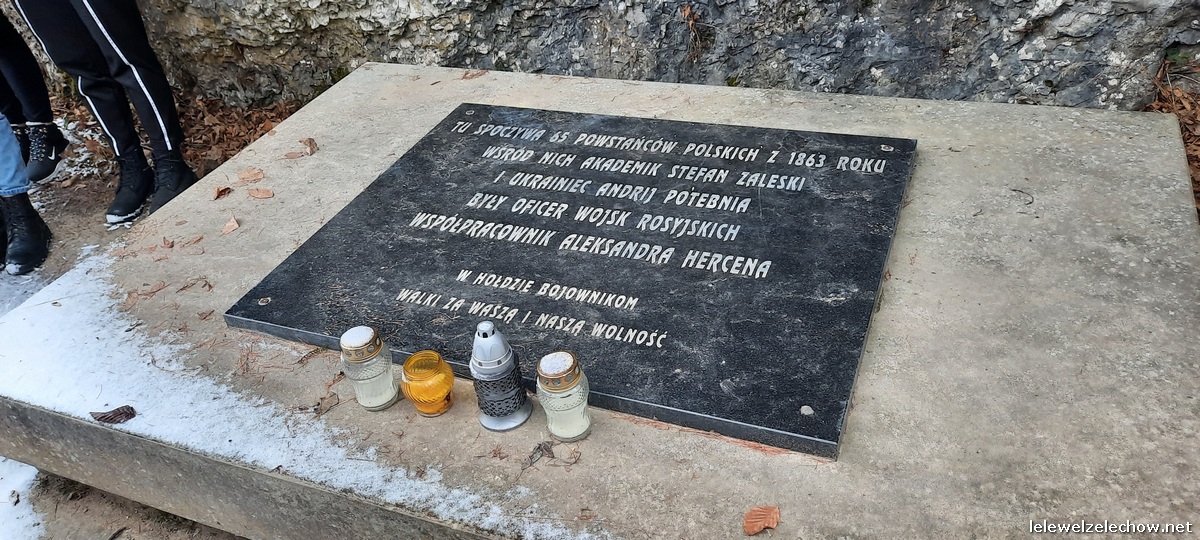 TU SPOCZYWA 65 POWSTAŃCÓW POLSKICH Z 1863 ROKU
WŚRÓD NICH AKADEMIK STEFAN ZALESKI
I UKRAINIEC ANDRIJ POTEBNIA
BYŁY OFICER WOJSK ROSYJSKICH
WSPÓŁPRACOWNIK ALEKSANDRA HERCENA
W HOŁDZIE BOJOWNIKOM
WALKI ZA WASZĄ I NASZĄ WOLNOŚĆ
lelewelzelechow.net